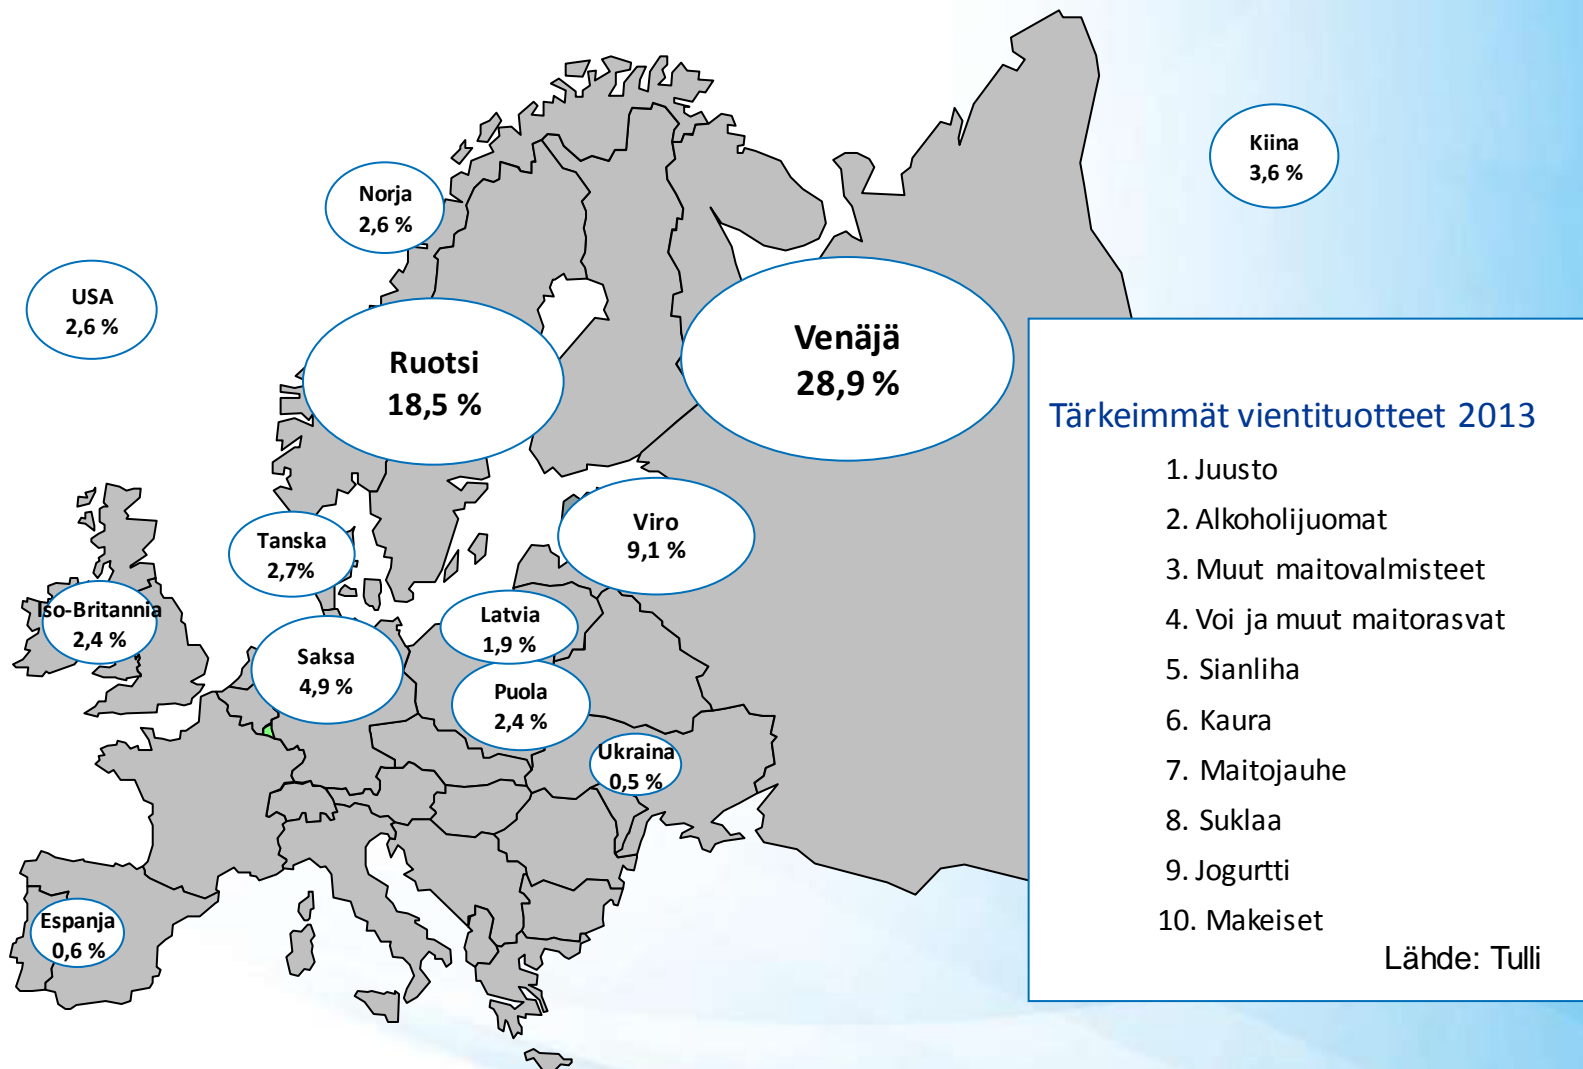 Kiina
3,6 %
Norja
2,6 %
USA
2,6 %
Ruotsi
18,5 %
Venäjä
28,9 %
Viro
9,1 %
Tanska
2,7%
Iso-Britannia
2,4 %
Latvia
1,9 %
Saksa
4,9 %
Puola
2,4 %
Ukraina
0,5 %
Espanja
0,6 %
Tärkeimmät vientituotteet 2013
1. Juusto
2. Alkoholijuomat
3. Muut maitovalmisteet
4. Voi ja muut maitorasvat
5. Sianliha
6. Kaura
7. Maitojauhe
8. Suklaa
9. Jogurtti
10. Makeiset
Lähde: Tulli